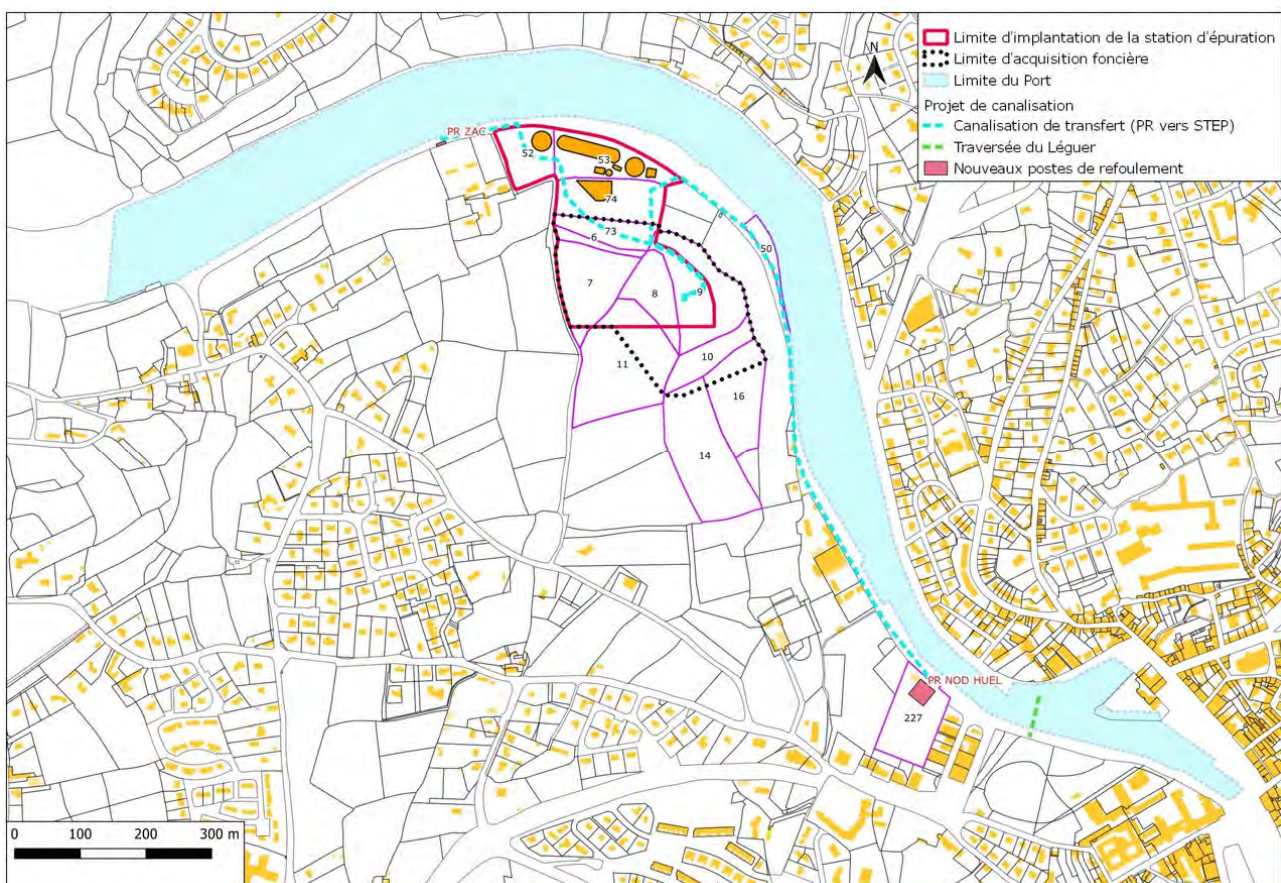 Limite d'implantation de la station d'épuration
Limite d'acquisition foncière
Limite du Port
Projet de canalisation
Canalisation de transfert (PR vers STEP)
Traversée du Léguer
Nouveaux postes de refoulement
N
PR ZAC
52
53
74
73
6
50
7
8
9
10
11
16
14
PR NOD HUEL
227
0 100 200 300 m